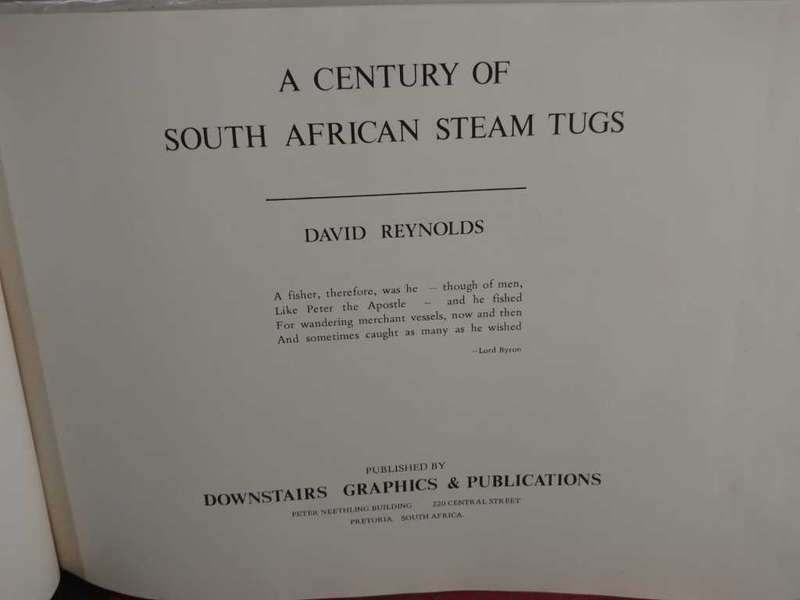 A CENTURY OF
SOUTH AFRICAN STEAM TUGS
DAVID REYNOLDS
A fisher, therefore, was he – though of men,
Like Peter the Apostle – and he fished
For wandering merchant vessels, now and then
And sometimes caught as many as he wished
–Lord Byron
PUBLISHED BY
DOWNSTAIRS GRAPHICS & PUBLICATIONS
PETER NEETHLING BUILDING 220 CENTRAL STREET
PRETORIA. SOUTH AFRICA.